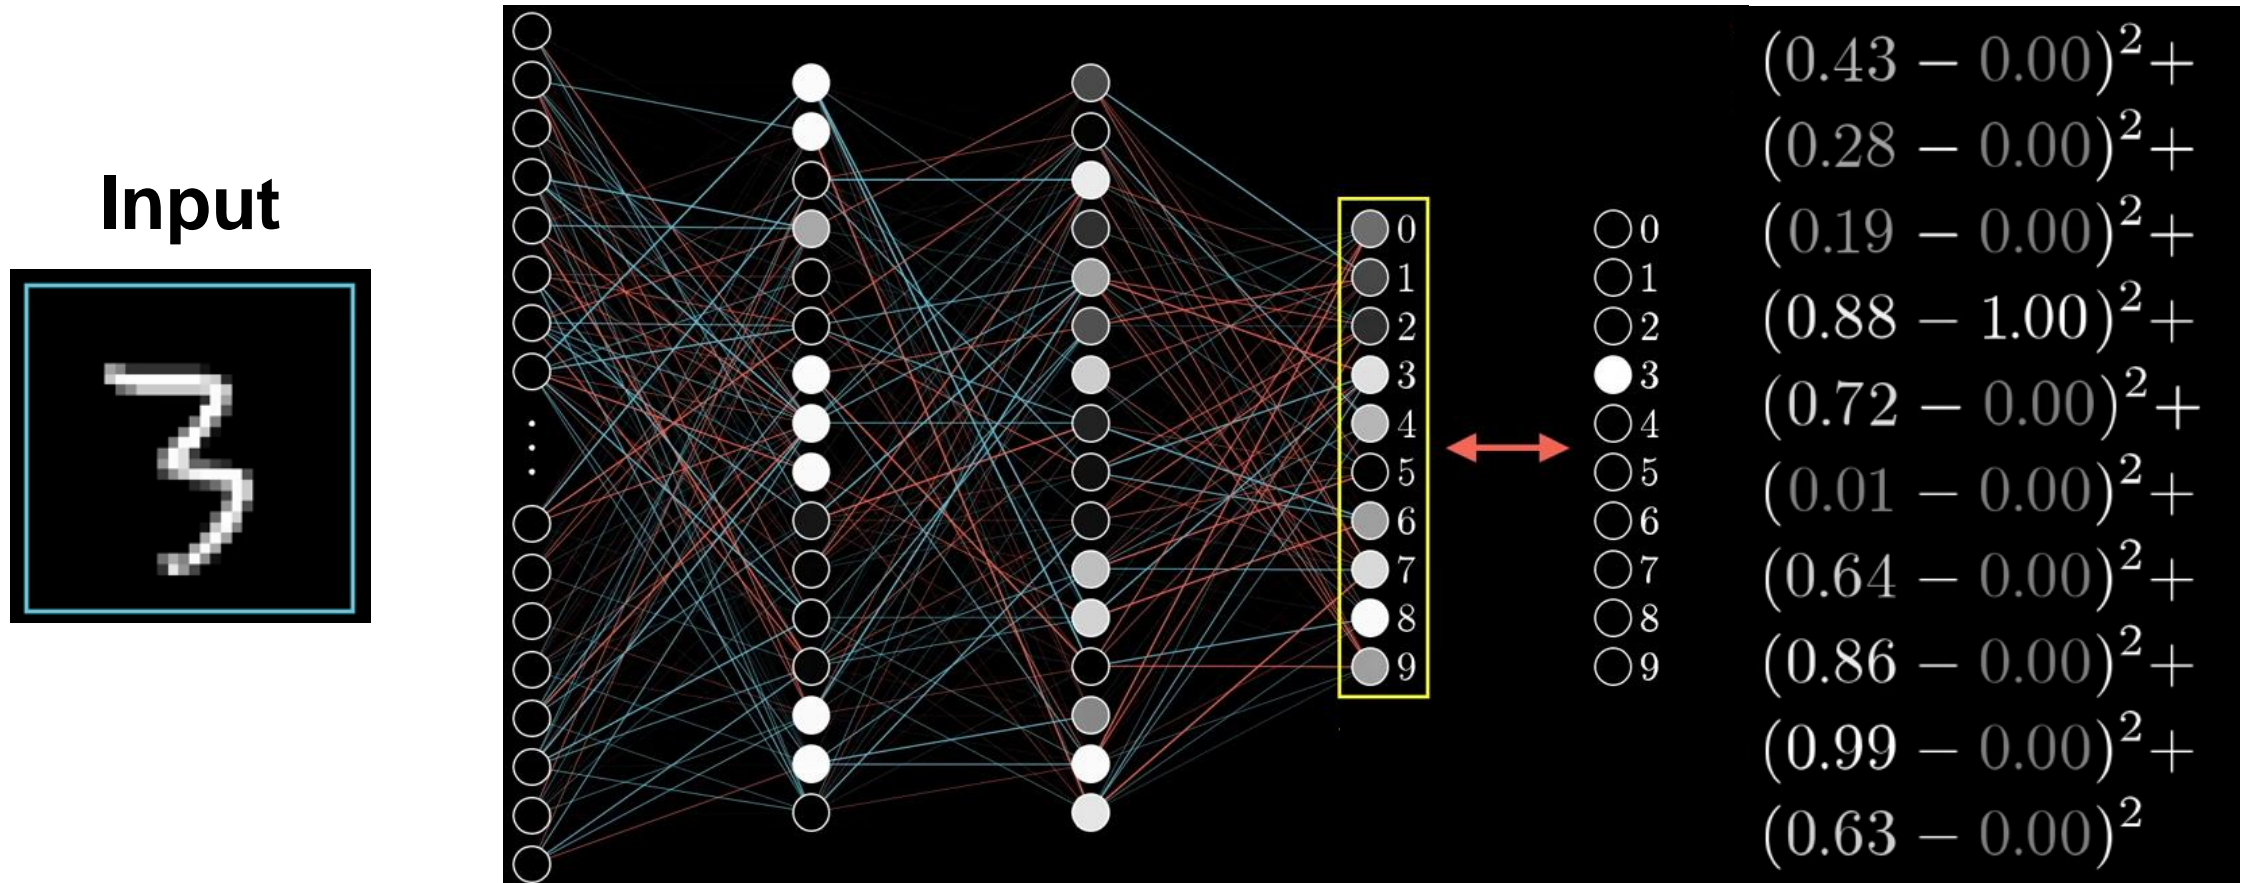 Input
0
1
2
3
4
5
6
7
8
9
0
1
2
3
4
5
6
7
8
9
(0.43 − 0.00)² +
(0.28 − 0.00)² +
(0.19 − 0.00)² +
(0.88 − 1.00)² +
(0.72 − 0.00)² +
(0.01 − 0.00)² +
(0.64 − 0.00)² +
(0.86 − 0.00)² +
(0.99 − 0.00)² +
(0.63 − 0.00)²